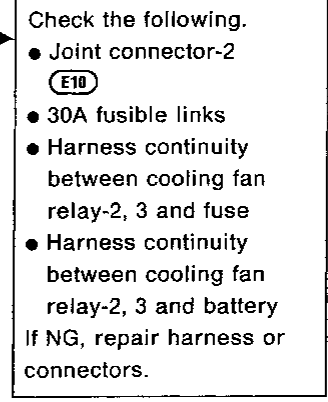 Check the following.
● Joint connector-2
E10
● 30A fusible links
● Harness continuity
between cooling fan
relay-2, 3 and fuse
● Harness continuity
between cooling fan
relay-2, 3 and battery
If NG, repair harness or
connectors.